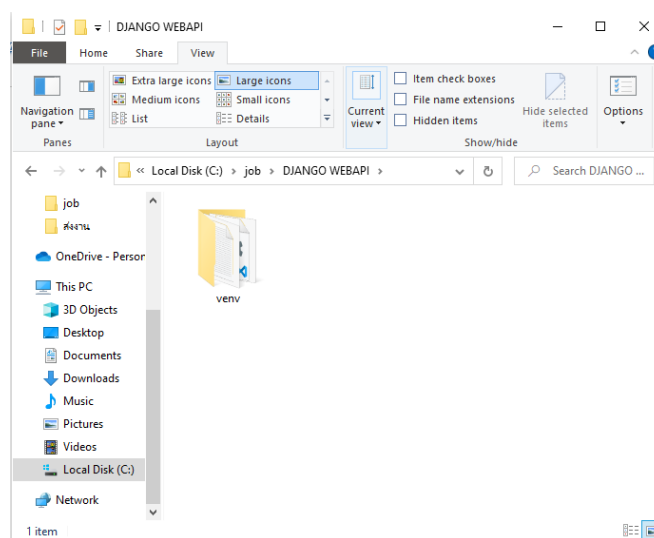 DJANGO WEBAPI
File Home Share View
Navigation pane
Panes
Extra large icons Large icons
Medium icons Small icons
List Details
Layout
Current view
Item check boxes
File name extensions
Hidden items
Hide selected items
Show/hide
Options
« Local Disk (C:) › job › DJANGO WEBAPI ›
Search DJANGO ...
job
ส่งงาน
OneDrive - Person
This PC
3D Objects
Desktop
Documents
Downloads
Music
Pictures
Videos
Local Disk (C:)
Network
venv
1 item